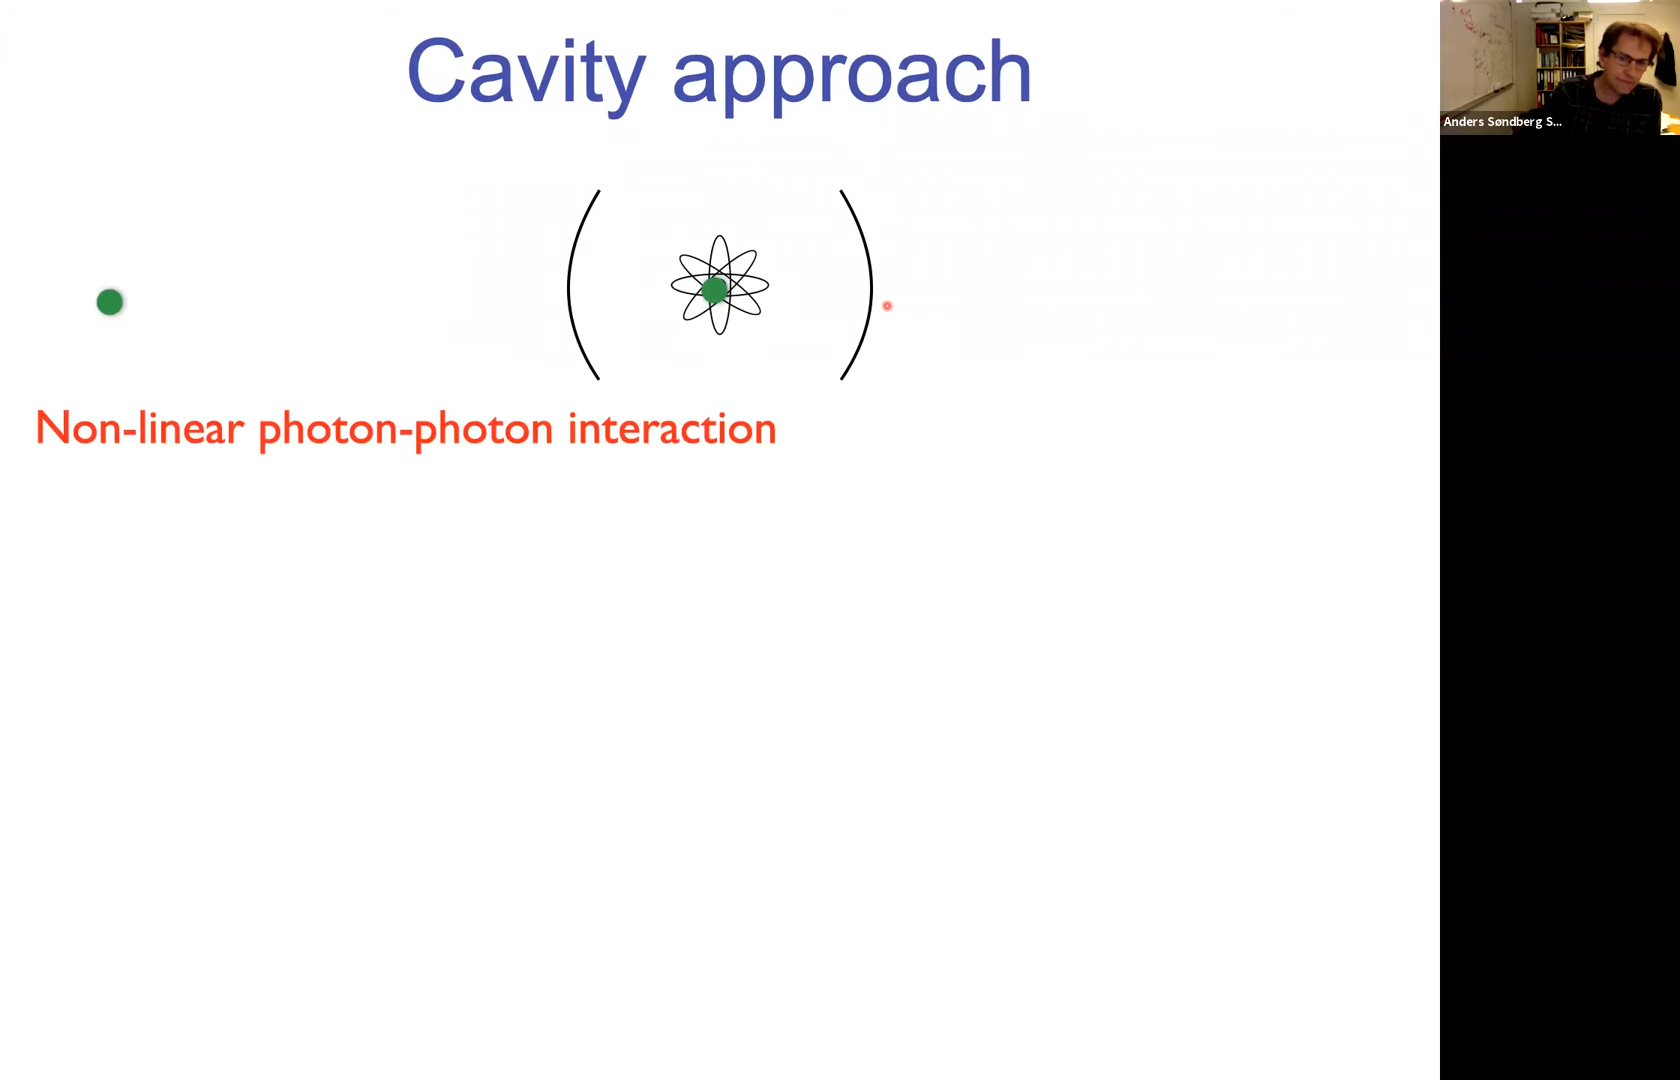 Cavity approach
Anders Søndberg S...
Non-linear photon-photon interaction